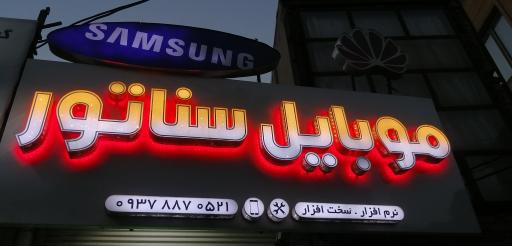 SAMSUNG
موبایل سناتور
نرم افزار . سخت افزار
۰۹۳۷ ۸۸۷ ۰۵۲۱